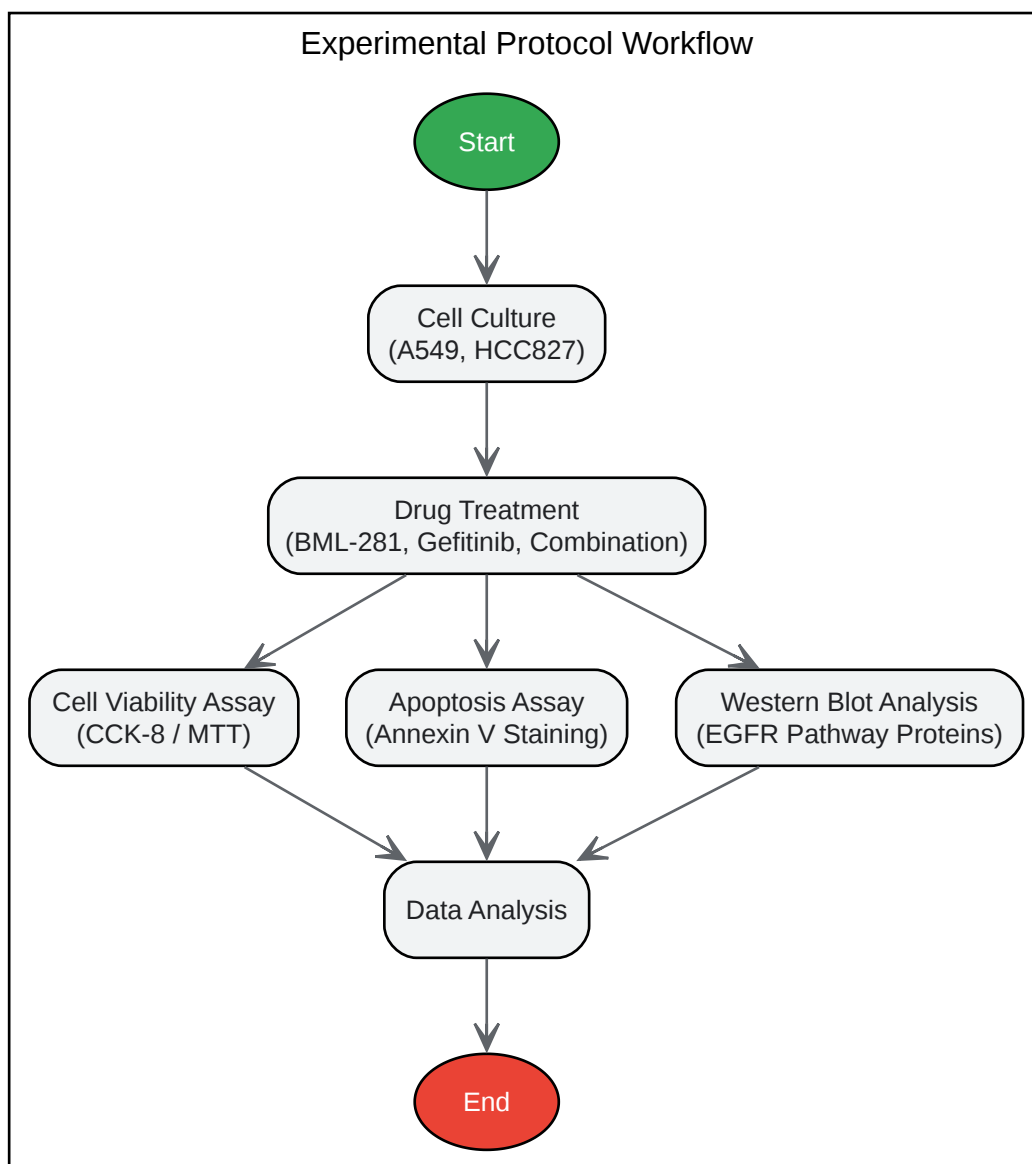 Experimental Protocol Workflow
Start
Cell Culture
(A549, HCC827)
Drug Treatment
(BML-281, Gefitinib, Combination)
Cell Viability Assay
(CCK-8 / MTT)
Apoptosis Assay
(Annexin V Staining)
Western Blot Analysis
(EGFR Pathway Proteins)
Data Analysis
End